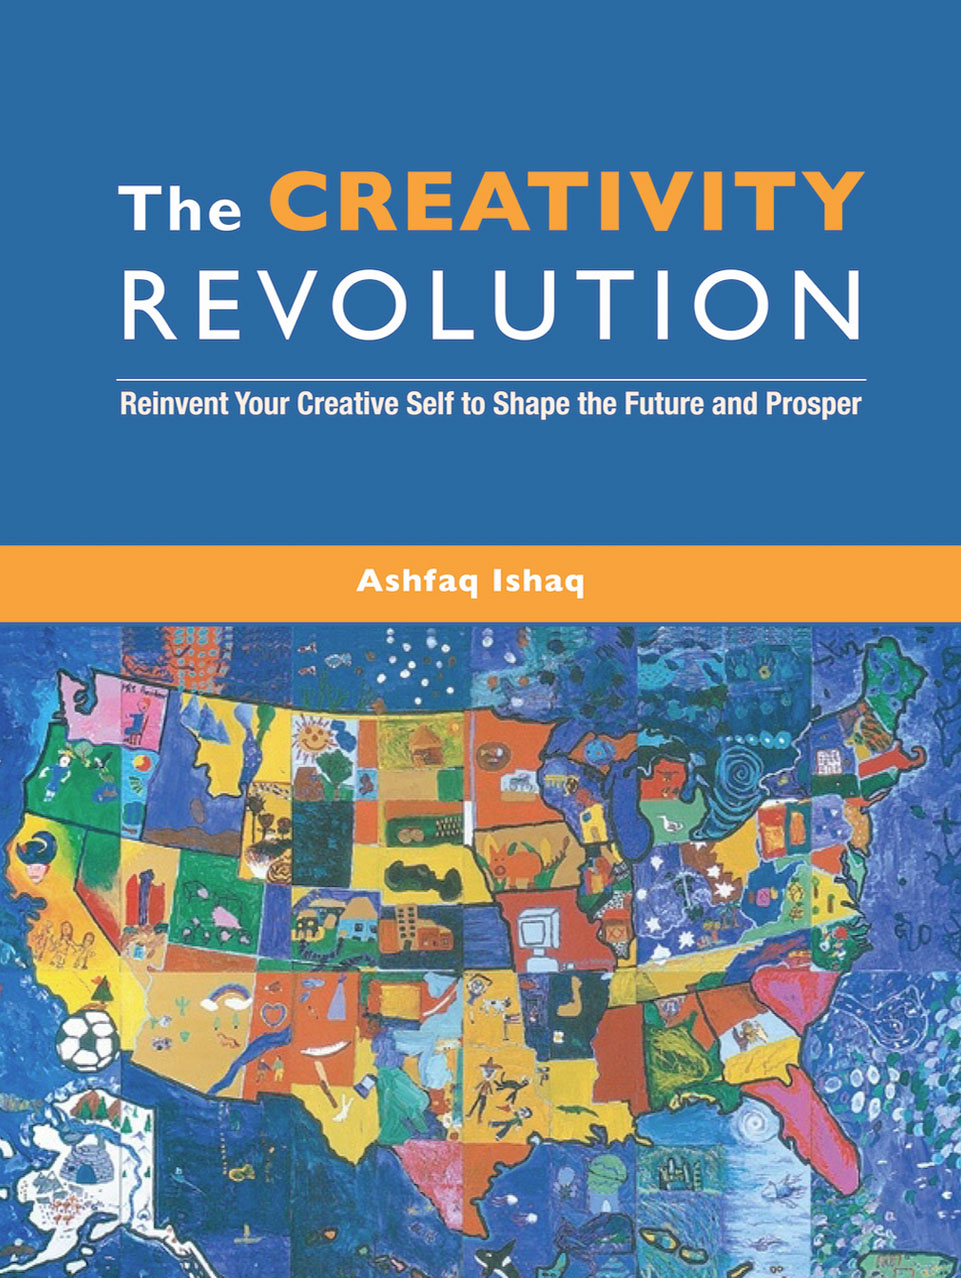 The CREATIVITY
REVOLUTION
Reinvent Your Creative Self to Shape the Future and Prosper
Ashfaq Ishaq